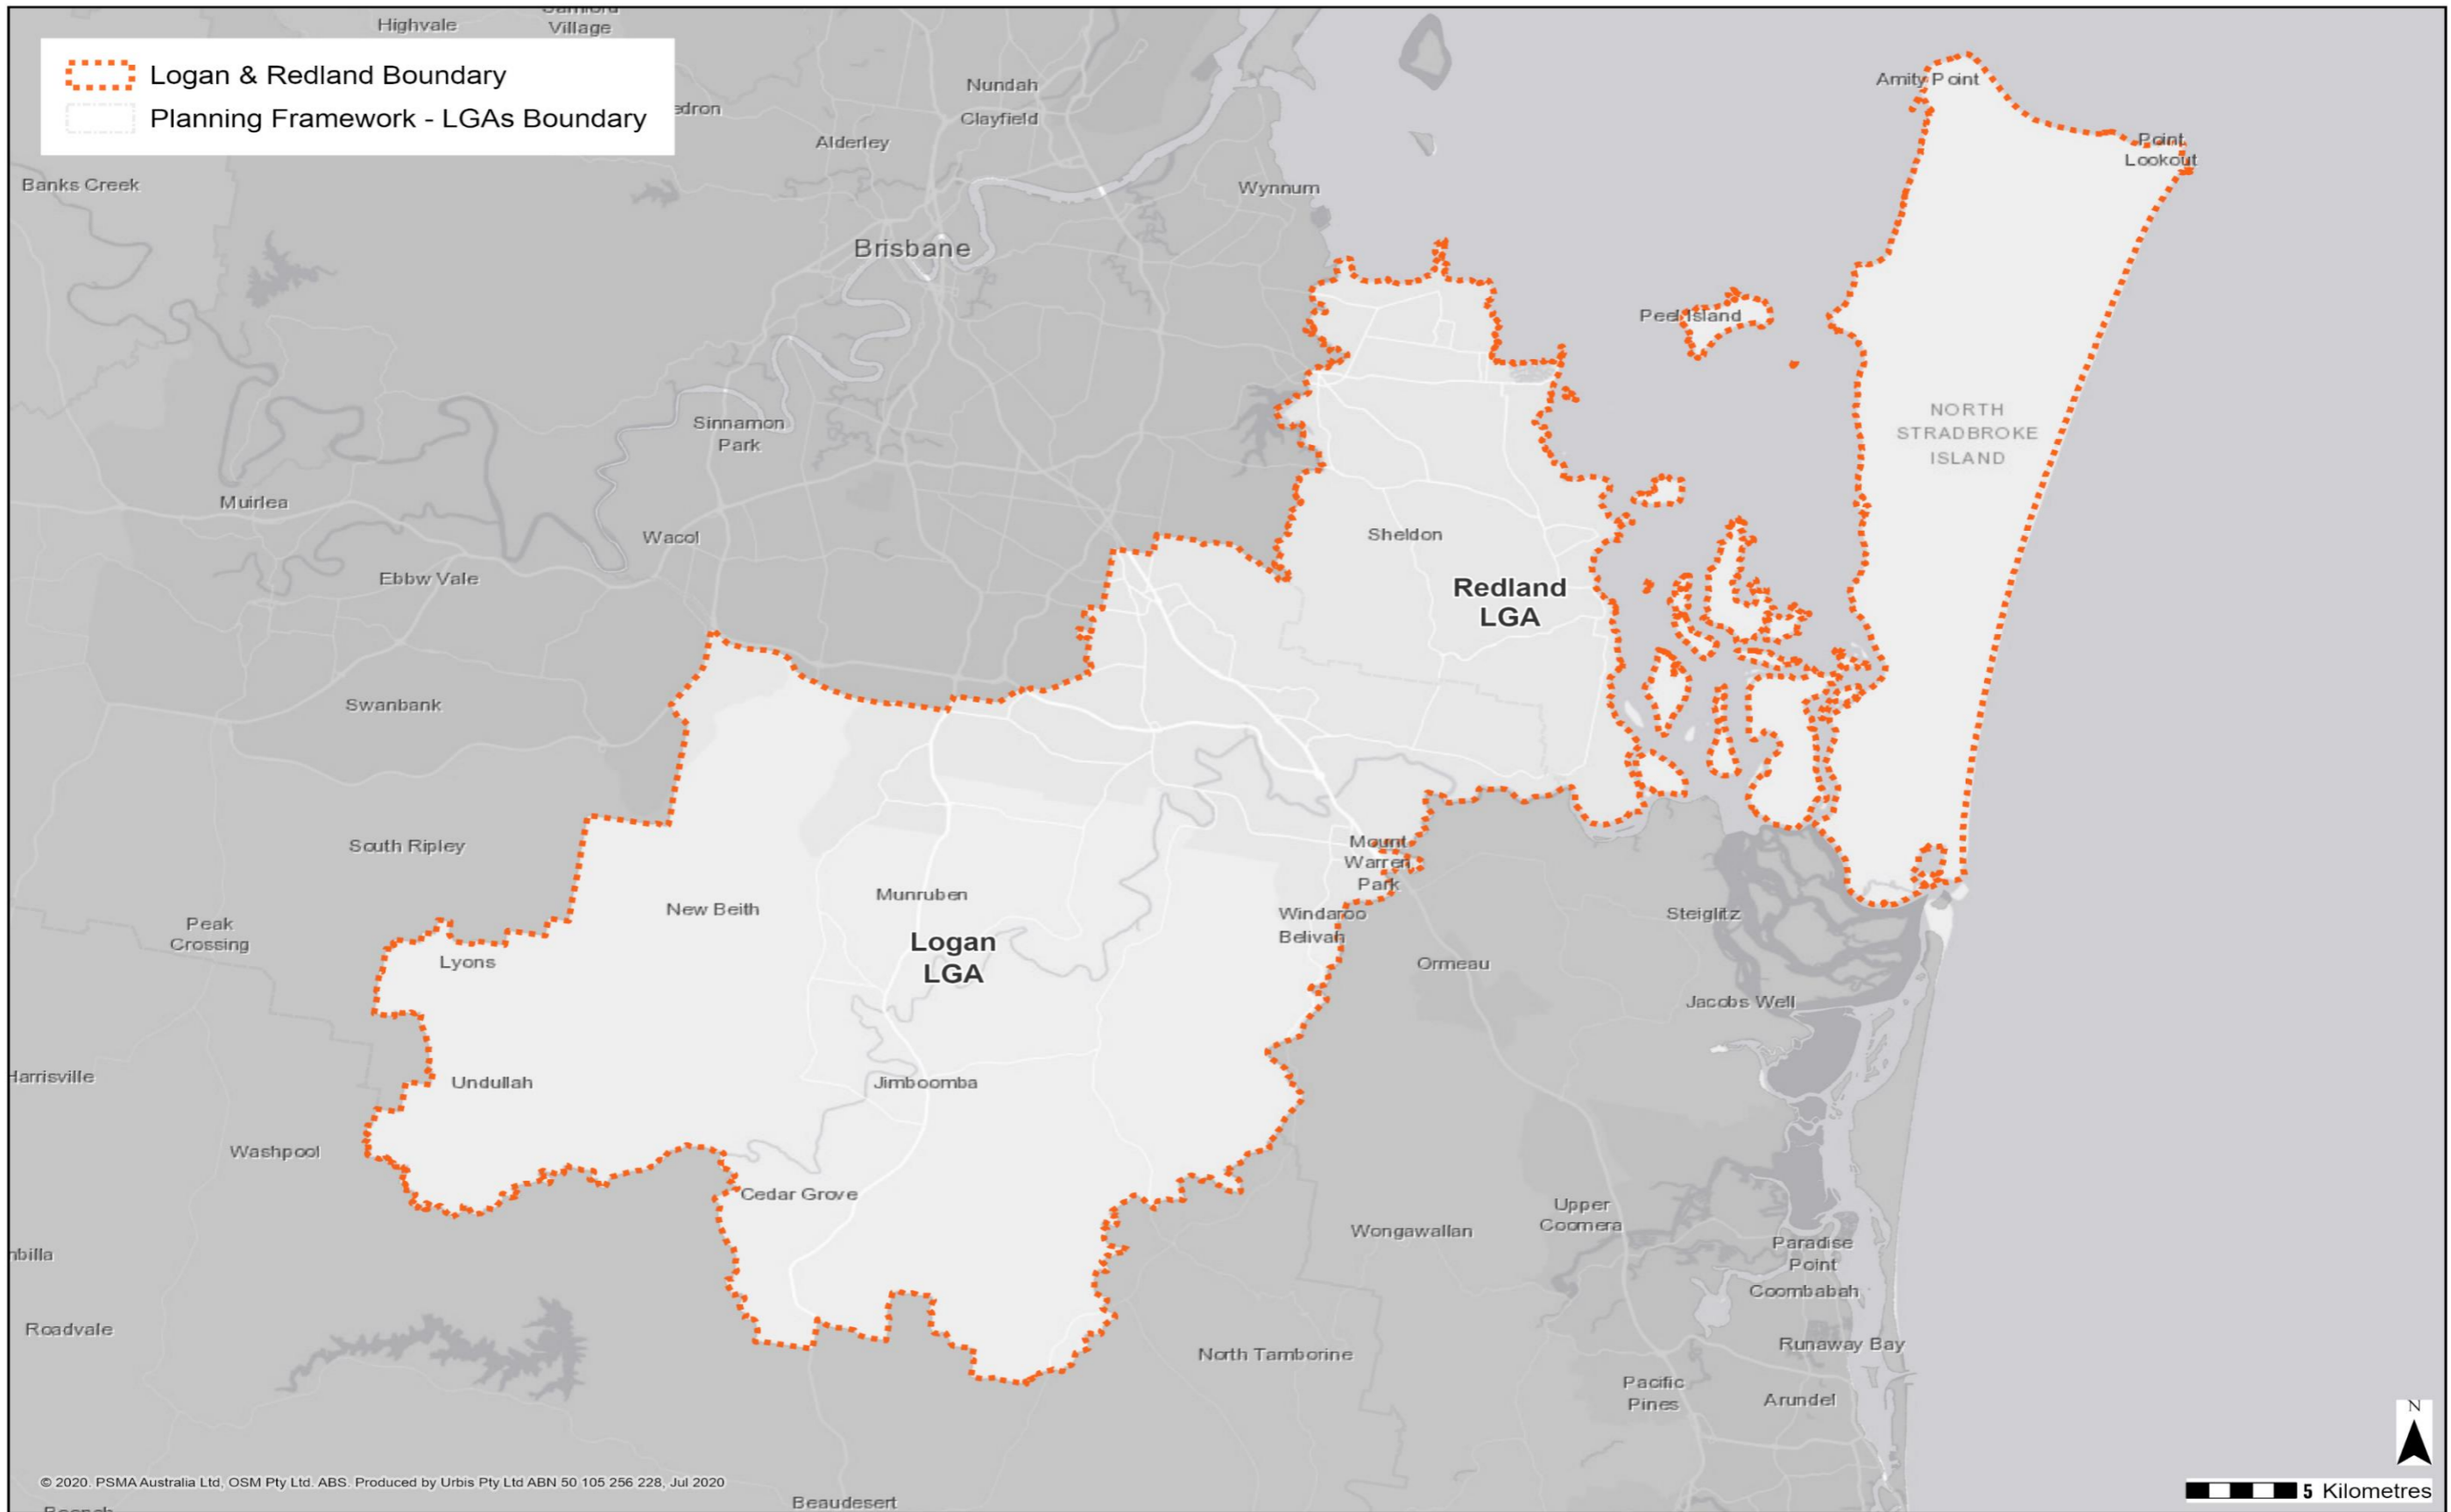 Highvale
Village
Logan & Redland Boundary
Planning Framework - LGAs Boundary
edron
Nundah
Clayfield
Alderley
Amity Point
Point
Lookout
Banks Creek
Wynnum
Brisbane
Peel Island
NORTH
STRADBROKE
ISLAND
Sinnamon
Park
Muirlea
Wacol
Sheldon
Ebbw Vale
Redland
LGA
Swanbank
South Ripley
Mount
Warren
Park
Munruben
New Beith
Windaroo
Belivah
Steiglitz
Peak
Crossing
Logan
LGA
Lyons
Ormeau
Jacobs Well
Harrisville
Undullah
Jimboomba
Washpool
Cedar Grove
Upper
Coomera
Wongawallan
Paradise
Point
nbilla
Coombabah
Roadvale
Runaway Bay
North Tamborine
Pacific
Pines
Arundel
N
© 2020. PSMA Australia Ltd, OSM Pty Ltd. ABS. Produced by Urbis Pty Ltd ABN 50 105 256 228, Jul 2020
5 Kilometres
Beaudesert